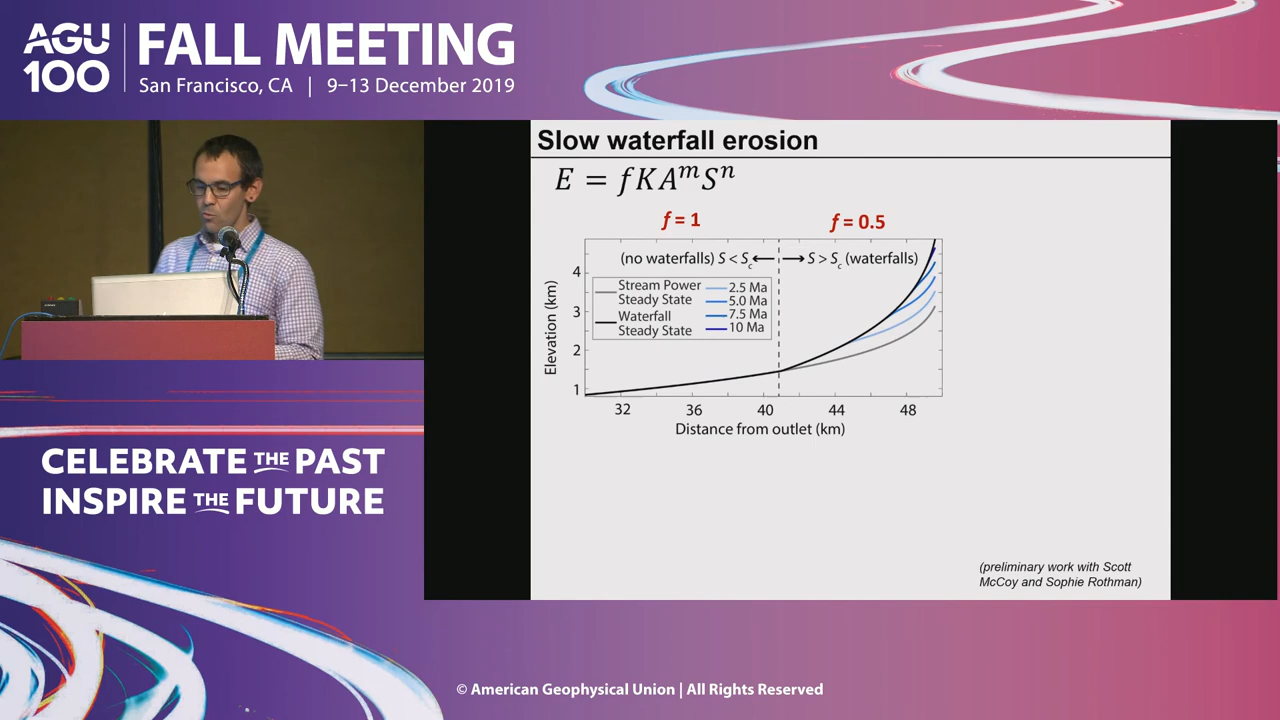 AGU
100
FALL MEETING
San Francisco, CA | 9–13 December 2019
Slow waterfall erosion
E = fKA^mS^n
f = 1
f = 0.5
(no waterfalls) S < Sc
S > Sc (waterfalls)
Stream Power
Steady State
Waterfall
Steady State
2.5 Ma
5.0 Ma
7.5 Ma
10 Ma
Elevation (km)
4
3
2
1
32 36 40 44 48
Distance from outlet (km)
(preliminary work with Scott
McCoy and Sophie Rothman)
CELEBRATE THE PAST
INSPIRE THE FUTURE
© American Geophysical Union | All Rights Reserved